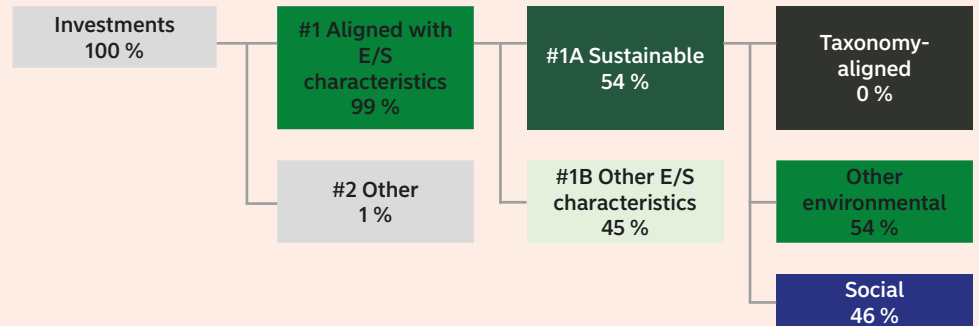 Investments
100 %
#1 Aligned with
E/S
characteristics
99 %
#1A Sustainable
54 %
Taxonomy-
aligned
0 %
#2 Other
1 %
#1B Other E/S
characteristics
45 %
Other
environmental
54 %
Social
46 %